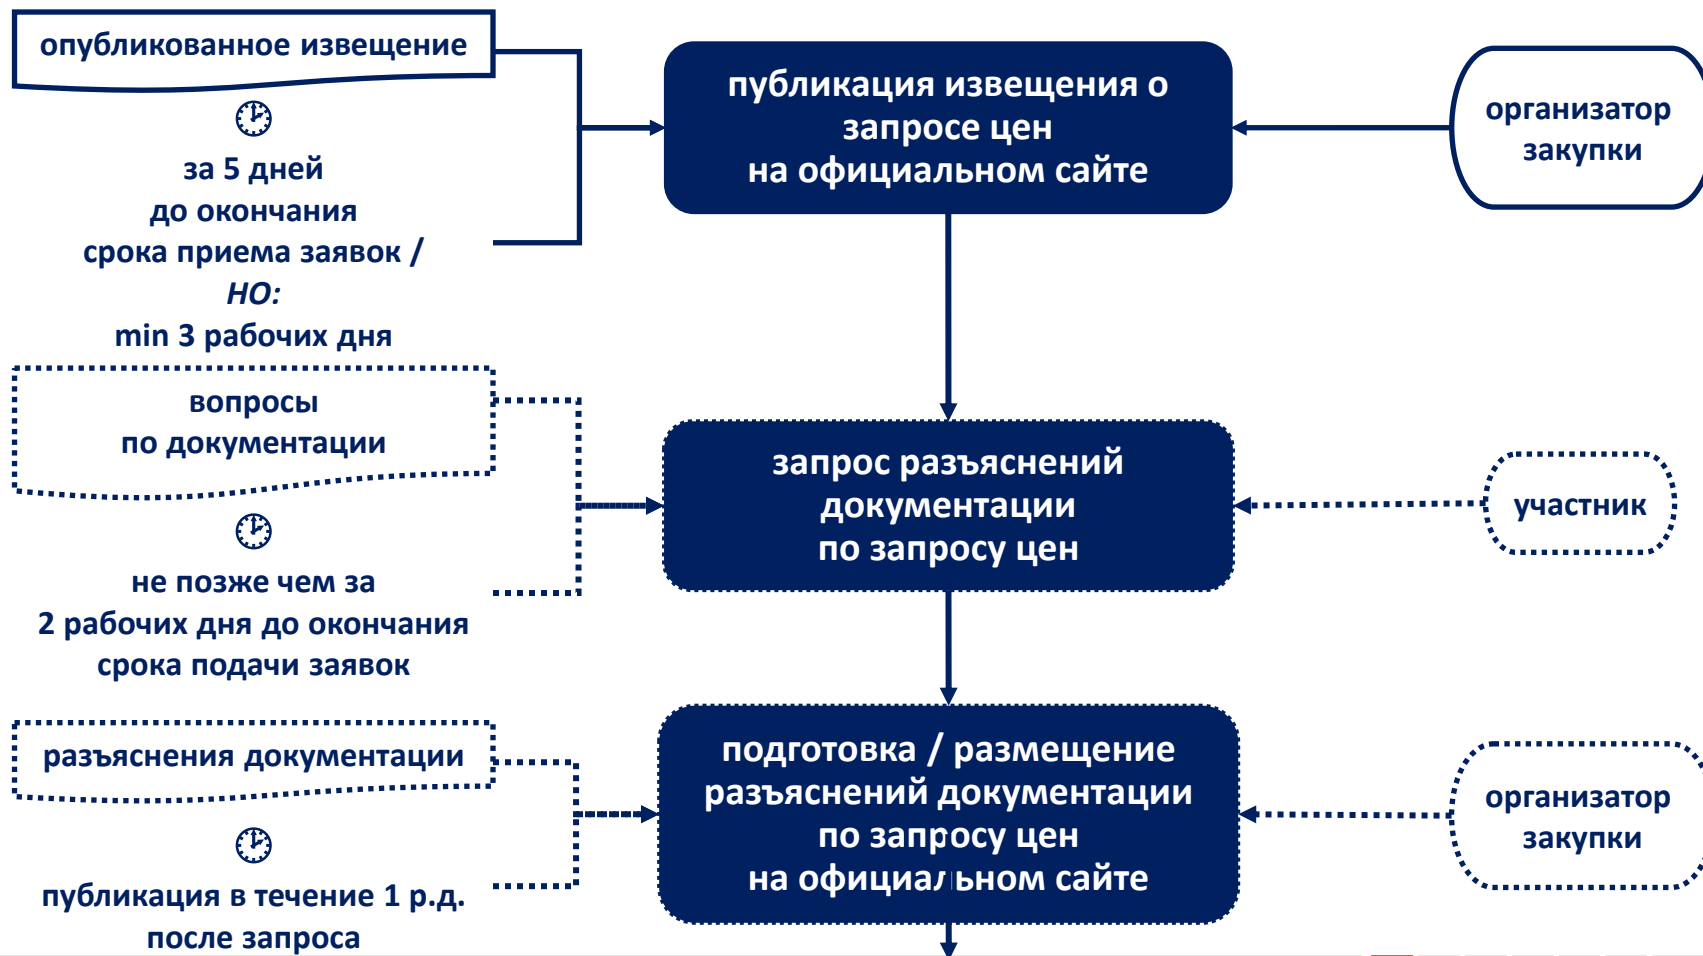 опубликованное извещение
за 5 дней
до окончания
срока приема заявок /
НО:
min 3 рабочих дня
публикация извещения о
запросе цен
на официальном сайте
организатор
закупки
вопросы
по документации
не позже чем за
2 рабочих дня до окончания
срока подачи заявок
запрос разъяснений
документации
по запросу цен
участник
разъяснения документации
публикация в течение 1 р.д.
после запроса
подготовка / размещение
разъяснений документации
по запросу цен
на официальном сайте
организатор
закупки